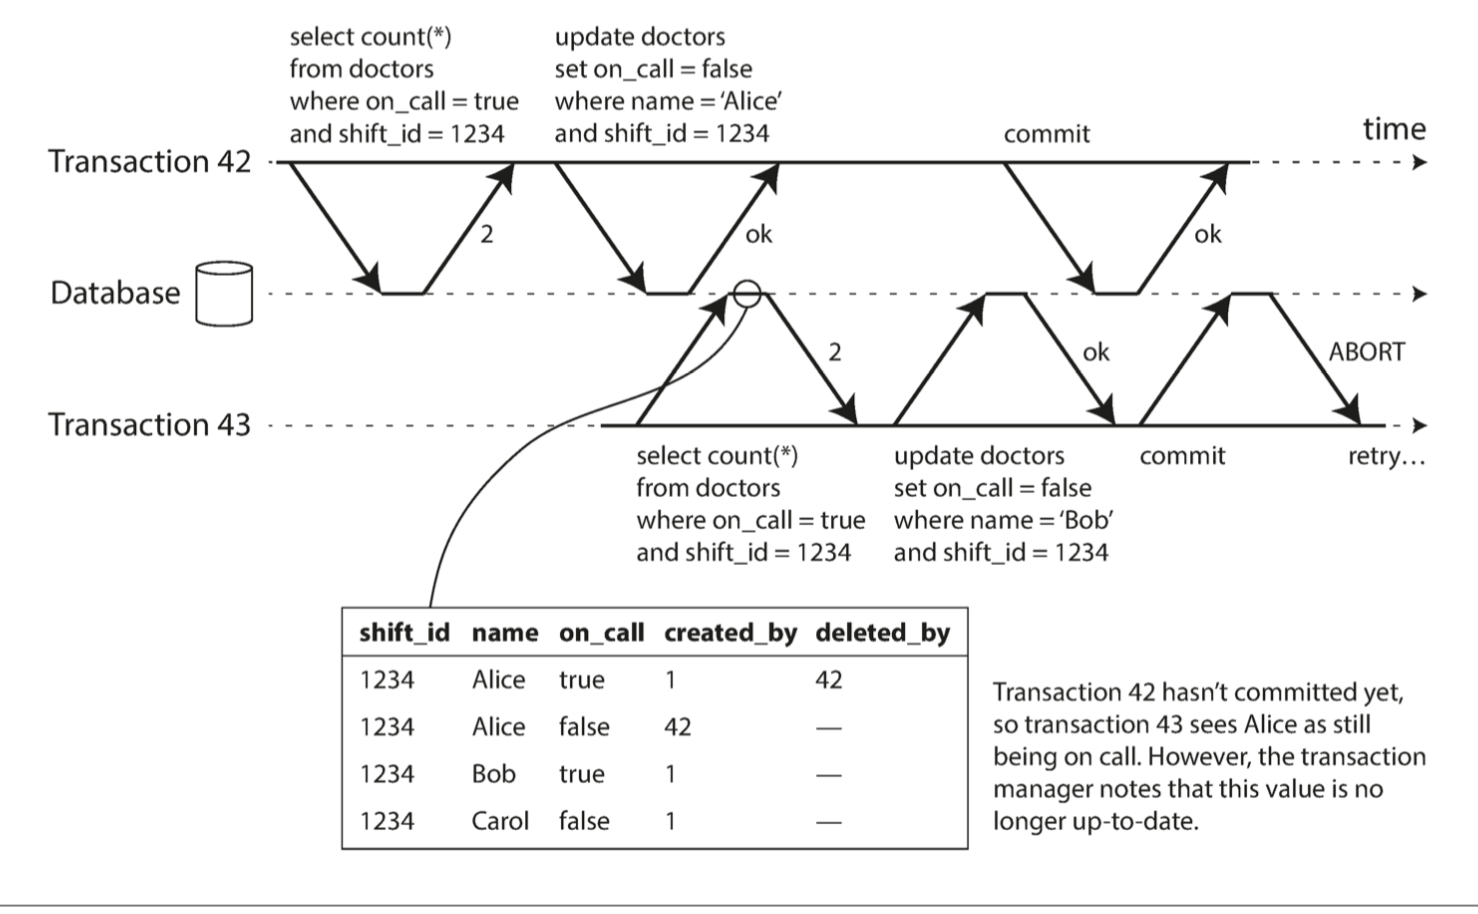 select count(*)
from doctors
where on_call = true
and shift_id = 1234
update doctors
set on_call = false
where name = ‘Alice’
and shift_id = 1234
commit
time
Transaction 42
2
ok
ok
Database
2
ok
ABORT
Transaction 43
select count(*)
from doctors
where on_call = true
and shift_id = 1234
update doctors
set on_call = false
where name = ‘Bob’
and shift_id = 1234
commit
retry…
shift_id name on_call created_by deleted_by
1234 Alice true 1 42
1234 Alice false 42 —
1234 Bob true 1 —
1234 Carol false 1 —
Transaction 42 hasn’t committed yet,
so transaction 43 sees Alice as still
being on call. However, the transaction
manager notes that this value is no
longer up-to-date.